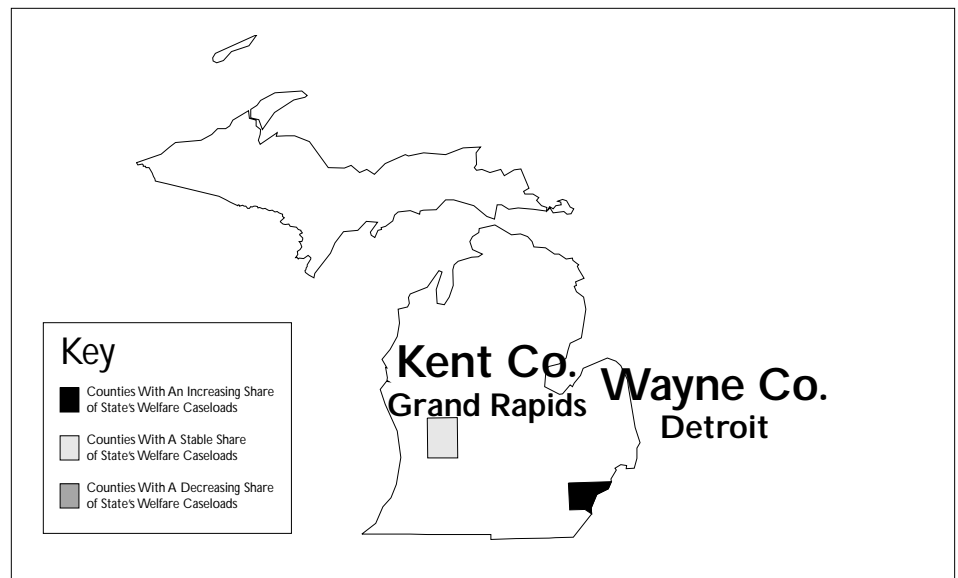 Kent Co.
Grand Rapids
Wayne Co.
Detroit
Key
Counties With An Increasing Share
of State's Welfare Caseloads
Counties With A Stable Share
of State's Welfare Caseloads
Counties With A Decreasing Share
of State's Welfare Caseloads